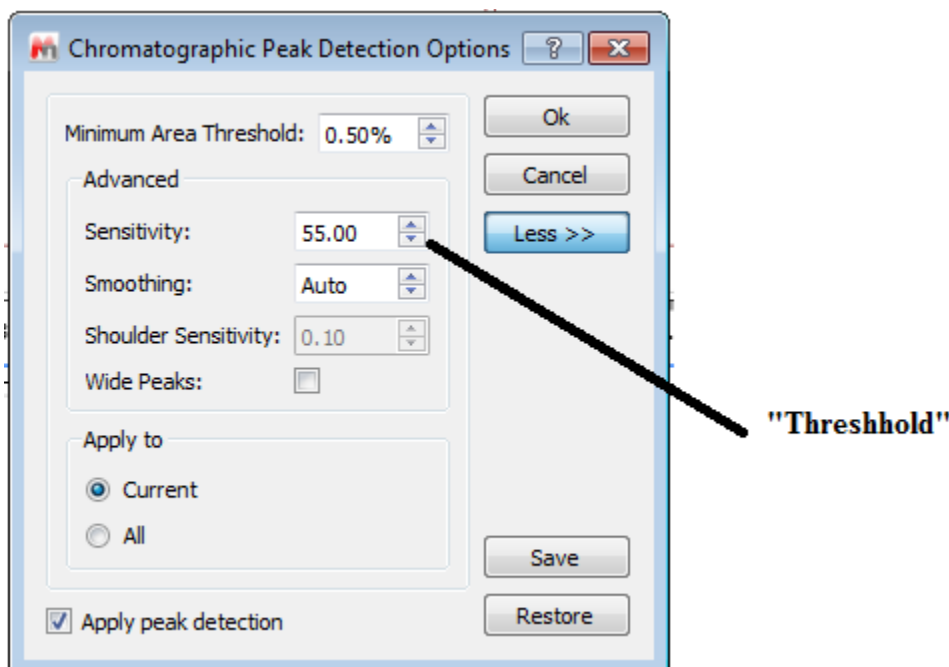 Chromatographic Peak Detection Options
Minimum Area Threshold: 0.50%
Ok
Advanced
Cancel
Sensitivity: 55.00
Less >>
Smoothing: Auto
Shoulder Sensitivity: 0.10
Wide Peaks:
"Threshhold"
Apply to
Current
All
Save
Apply peak detection
Restore